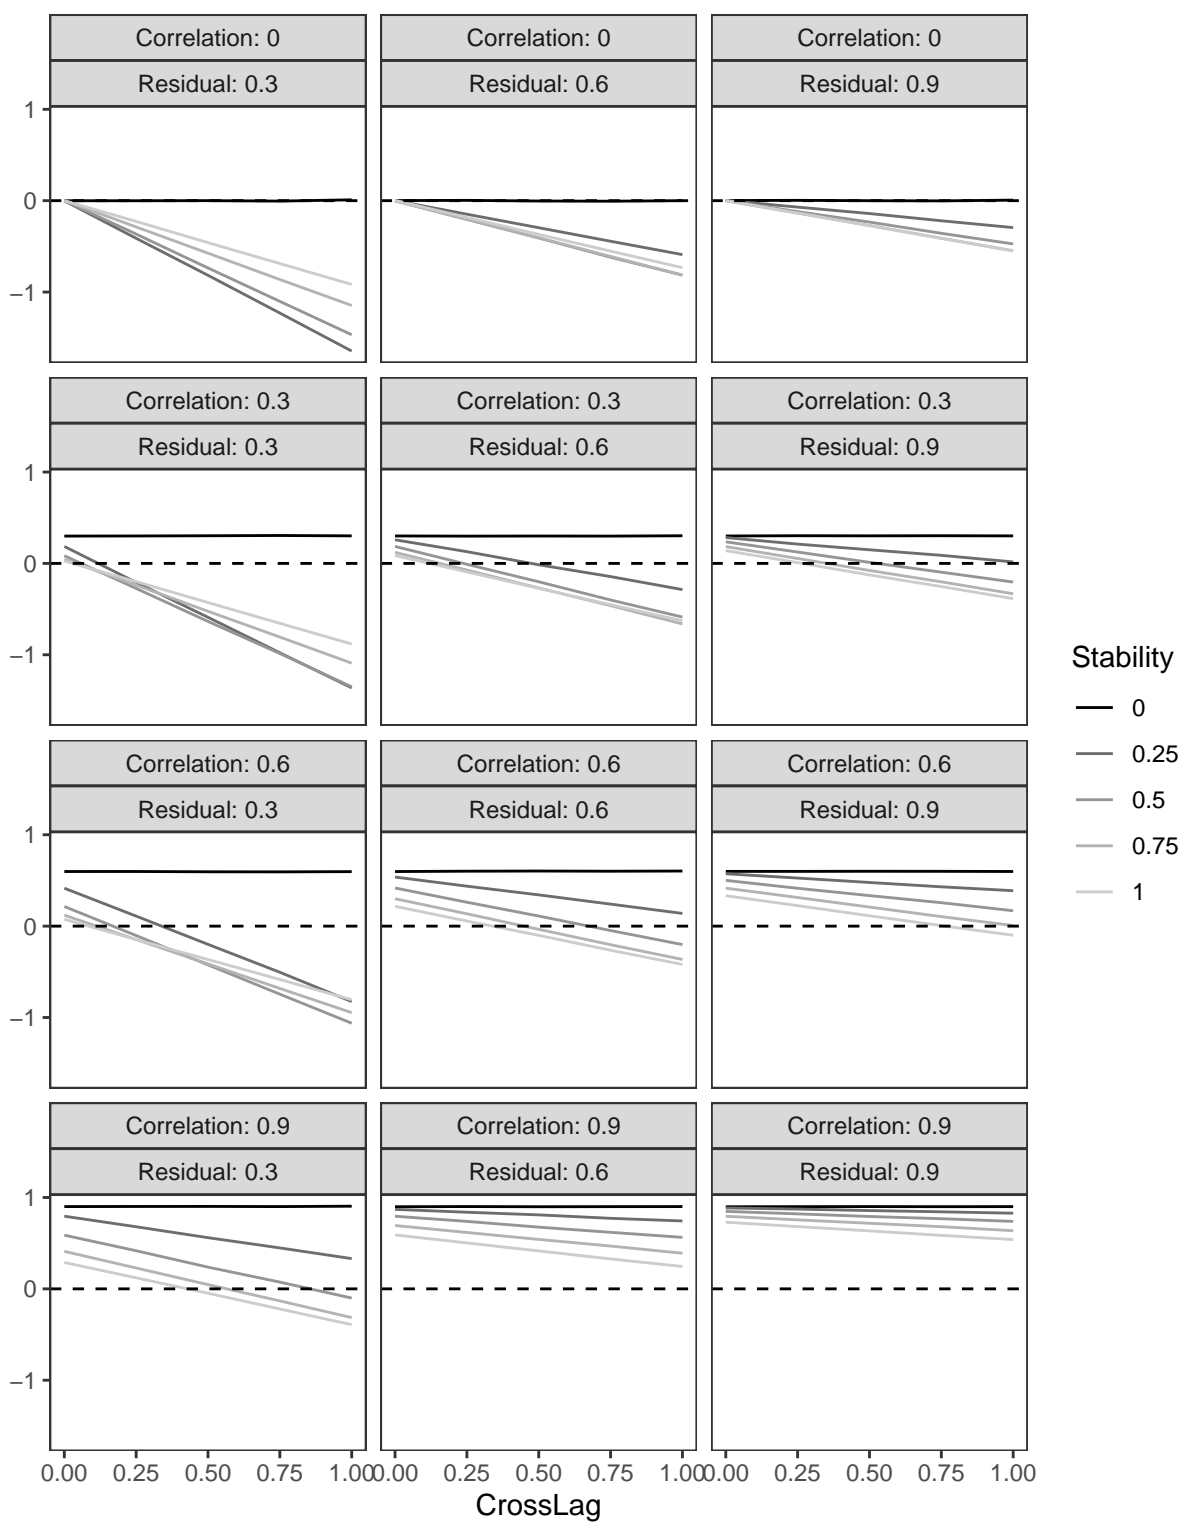 Correlation: 0 Correlation: 0 Correlation: 0
Residual: 0.3 Residual: 0.6 Residual: 0.9
1
0
−1
Correlation: 0.3 Correlation: 0.3 Correlation: 0.3
Residual: 0.3 Residual: 0.6 Residual: 0.9
1
0
−1
Stability
0
0.25
0.5
0.75
1
Correlation: 0.6 Correlation: 0.6 Correlation: 0.6
Residual: 0.3 Residual: 0.6 Residual: 0.9
1
0
−1
Correlation: 0.9 Correlation: 0.9 Correlation: 0.9
Residual: 0.3 Residual: 0.6 Residual: 0.9
1
0
−1
0.00 0.25 0.50 0.75 1.00 0.00 0.25 0.50 0.75 1.00 0.00 0.25 0.50 0.75 1.00
CrossLag